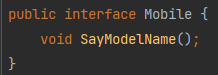 public interface Mobile {
    void SayModelName();
}